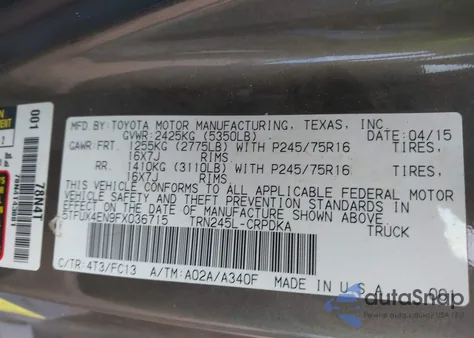 MFD.BY:TOYOTA MOTOR MANUFACTURING, TEXAS, INC.
GVWR:2425KG (5350LB) DATE:04/15
GAWR:FRT. 1255KG (2775LB) WITH P245/75R16 TIRES,
16X7J RIMS.
RR. 1410KG (3110LB) WITH P245/75R16 TIRES,
16X7J RIMS.
THIS VEHICLE CONFORMS TO ALL APPLICABLE FEDERAL MOTOR
VEHICLE SAFETY AND THEFT PREVENTION STANDARDS IN
EFFECT ON THE DATE OF MANUFACTURE SHOWN ABOVE.
5TFUX4EN9FX036715 TRN245L-CRPDKA TRUCK
C/TR:4T3/FC13 A/TM:A02A/A340F
MADE IN U.S.A.
001
78N4T